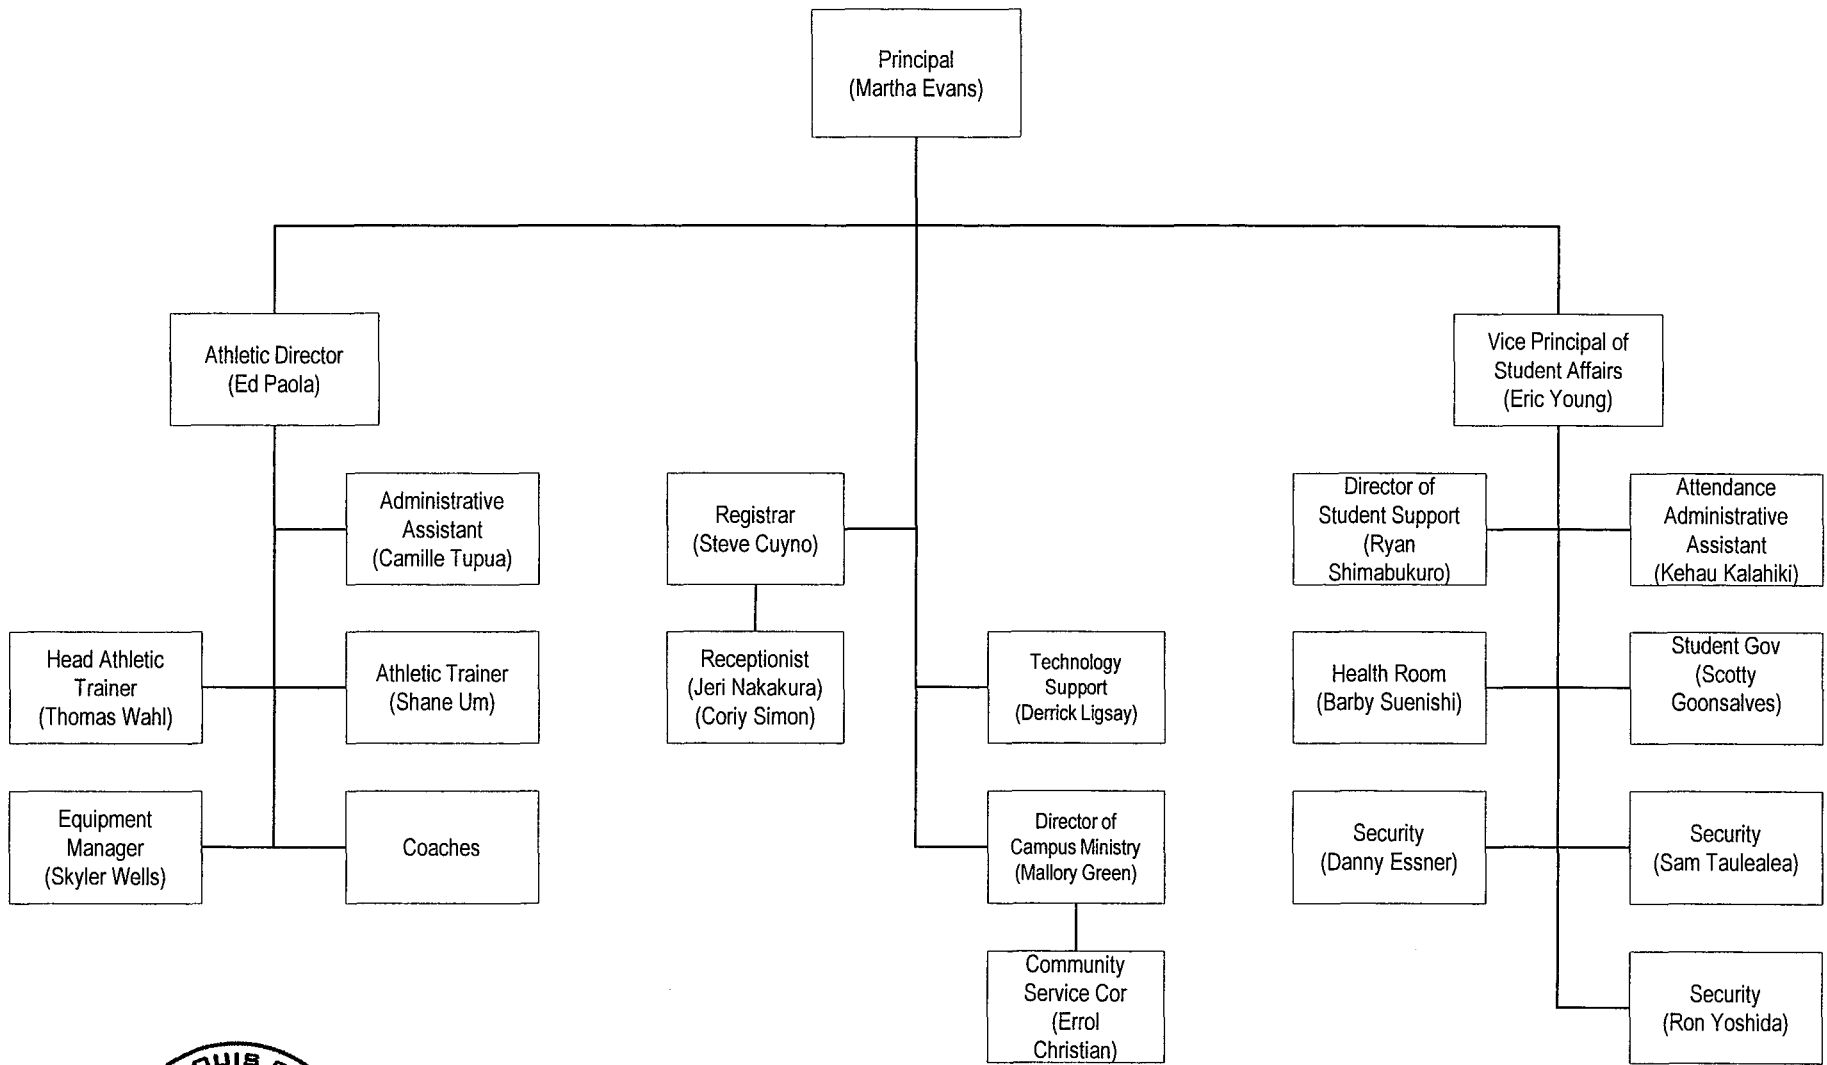 Principal
(Martha Evans)
Athletic Director
(Ed Paola)
Vice Principal of
Student Affairs
(Eric Young)
Administrative
Assistant
(Camille Tupua)
Registrar
(Steve Cuyno)
Director of
Student Support
(Ryan
Shimabukuro)
Attendance
Administrative
Assistant
(Kehau Kalahiki)
Head Athletic
Trainer
(Thomas Wahl)
Athletic Trainer
(Shane Um)
Receptionist
(Jeri Nakakura)
(Coriy Simon)
Technology
Support
(Derrick Ligsay)
Health Room
(Barby Suenishi)
Student Gov
(Scotty
Goonsalves)
Equipment
Manager
(Skyler Wells)
Coaches
Director of
Campus Ministry
(Mallory Green)
Security
(Danny Essner)
Security
(Sam Taulealea)
Community
Service Cor
(Errol
Christian)
Security
(Ron Yoshida)